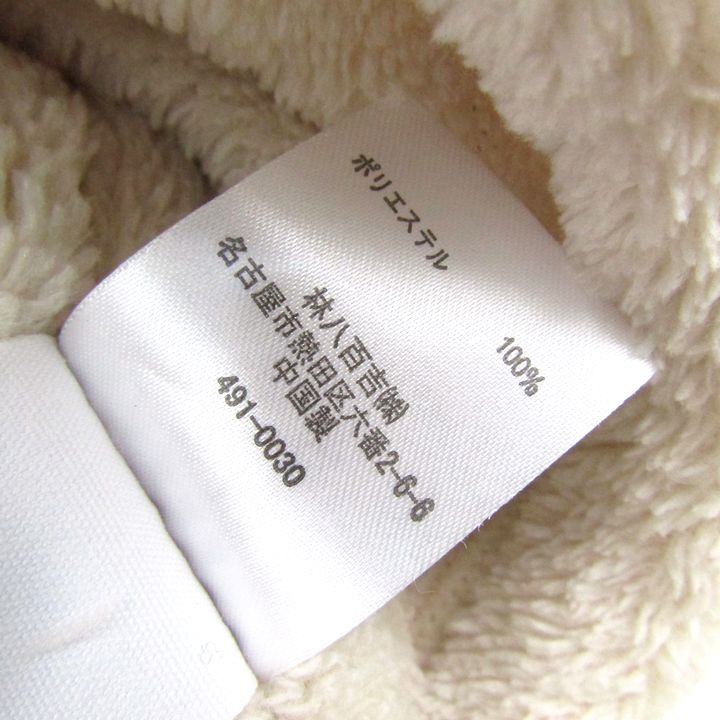 ポリエステル 100%
林八百吉㈱
名古屋市熱田区六番2-6-6
中国製
491-0030